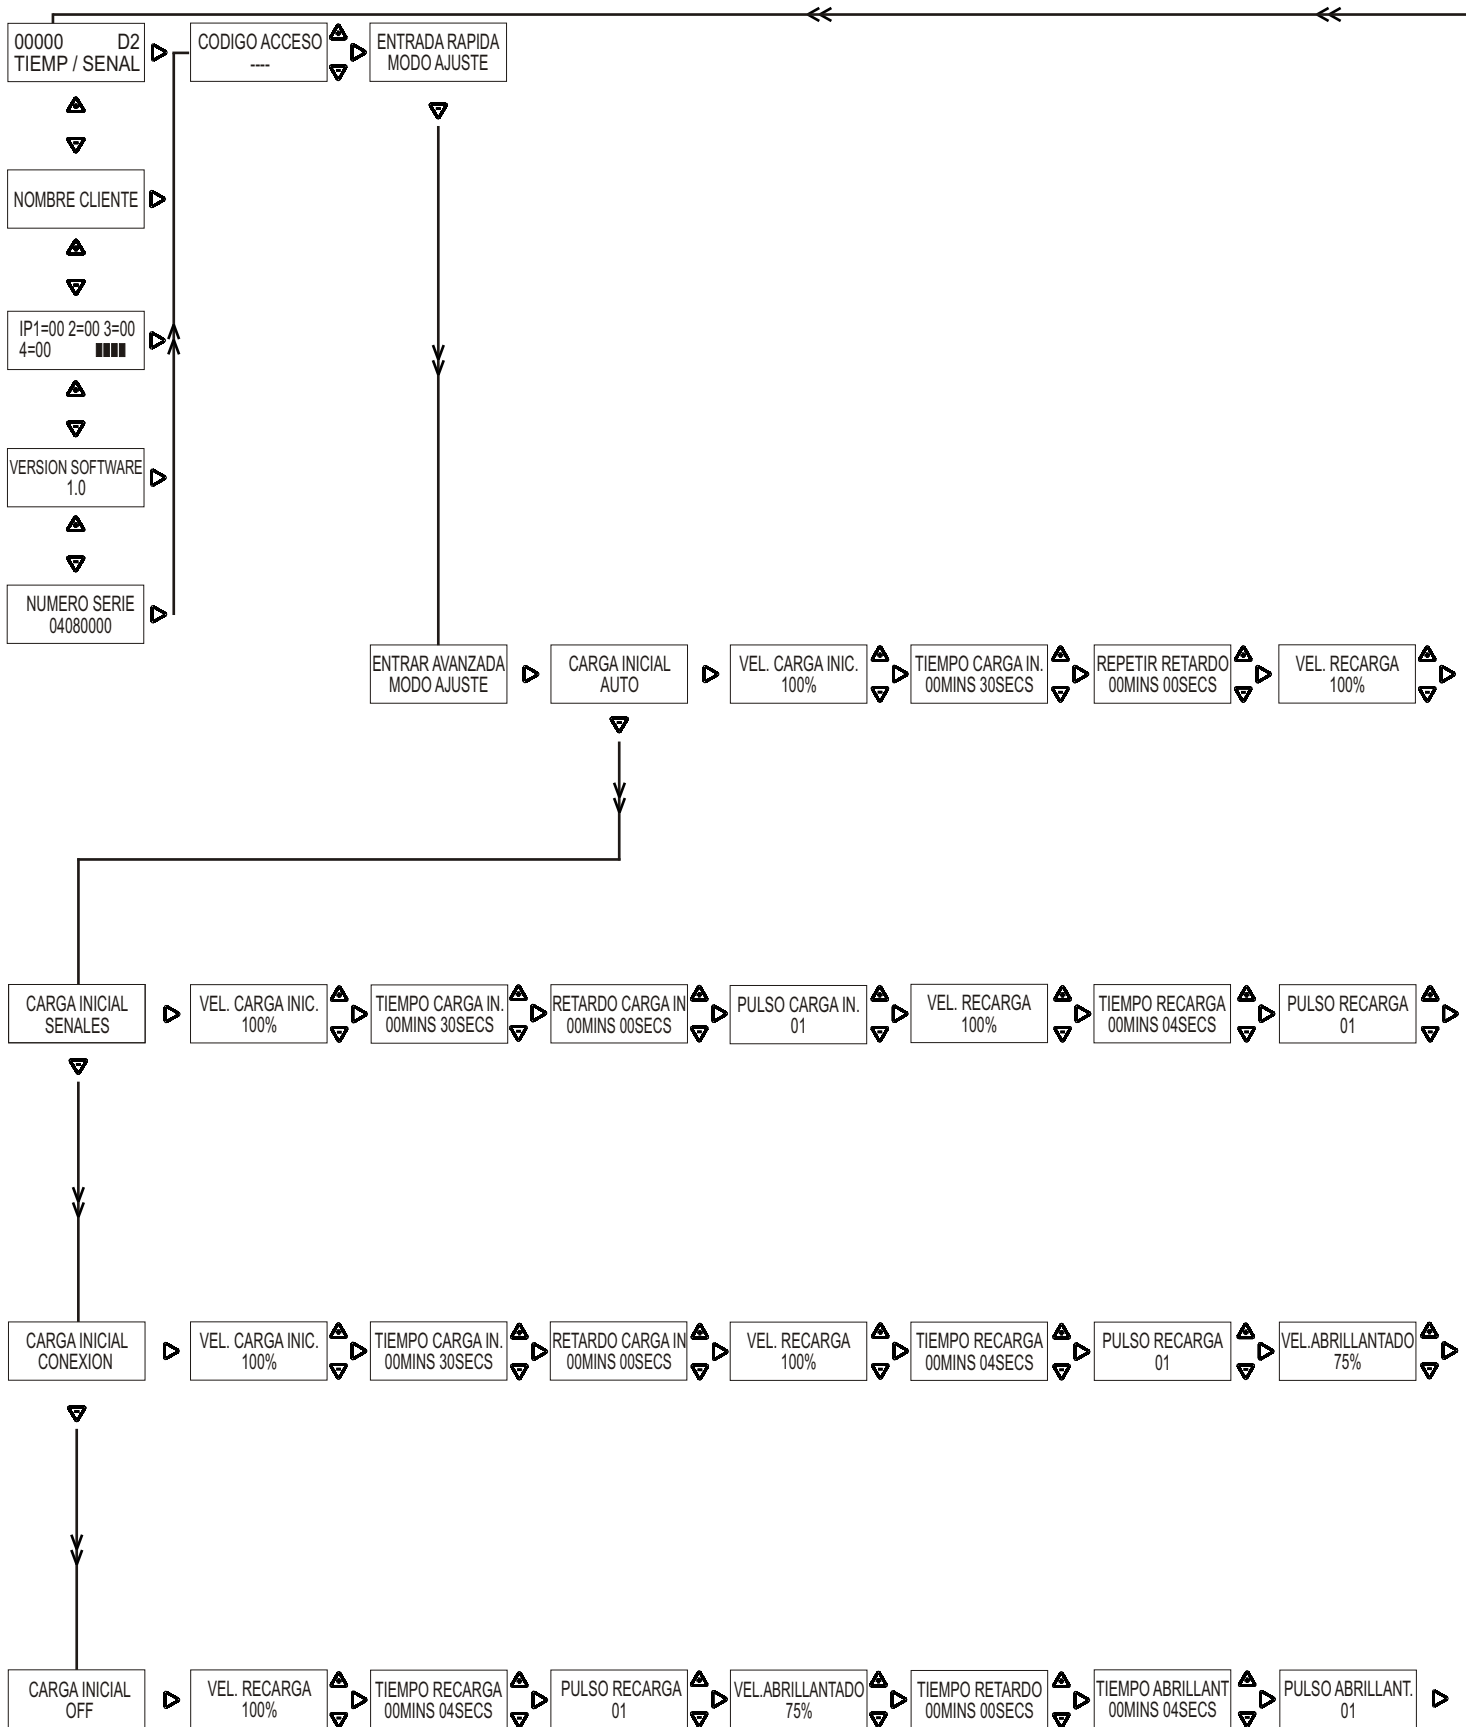 00000 D2
TIEMP / SENAL
CODIGO ACCESO
----
ENTRADA RAPIDA
MODO AJUSTE
NOMBRE CLIENTE
IP1=00 2=00 3=00
4=00
VERSION SOFTWARE
1.0
NUMERO SERIE
04080000
ENTRAR AVANZADA
MODO AJUSTE
CARGA INICIAL
AUTO
VEL. CARGA INIC.
100%
TIEMPO CARGA IN.
00MINS 30SECS
REPETIR RETARDO
00MINS 00SECS
VEL. RECARGA
100%
CARGA INICIAL
SENALES
VEL. CARGA INIC.
100%
TIEMPO CARGA IN.
00MINS 30SECS
RETARDO CARGA IN
00MINS 00SECS
PULSO CARGA IN.
01
VEL. RECARGA
100%
TIEMPO RECARGA
00MINS 04SECS
PULSO RECARGA
01
CARGA INICIAL
CONEXION
VEL. CARGA INIC.
100%
TIEMPO CARGA IN.
00MINS 30SECS
RETARDO CARGA IN
00MINS 00SECS
VEL. RECARGA
100%
TIEMPO RECARGA
00MINS 04SECS
PULSO RECARGA
01
VEL.ABRILLANTADO
75%
CARGA INICIAL
OFF
VEL. RECARGA
100%
TIEMPO RECARGA
00MINS 04SECS
PULSO RECARGA
01
VEL.ABRILLANTADO
75%
TIEMPO RETARDO
00MINS 00SECS
TIEMPO ABRILLANT
00MINS 04SECS
PULSO ABRILLANT.
01